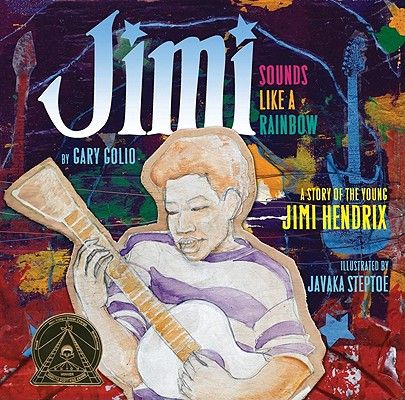 Jimi
SOUNDS
LIKE A
RAINBOW
BY GARY GOLIO
A STORY OF THE YOUNG
JIMI HENDRIX
ILLUSTRATED BY
JAVAKA STEPTOE